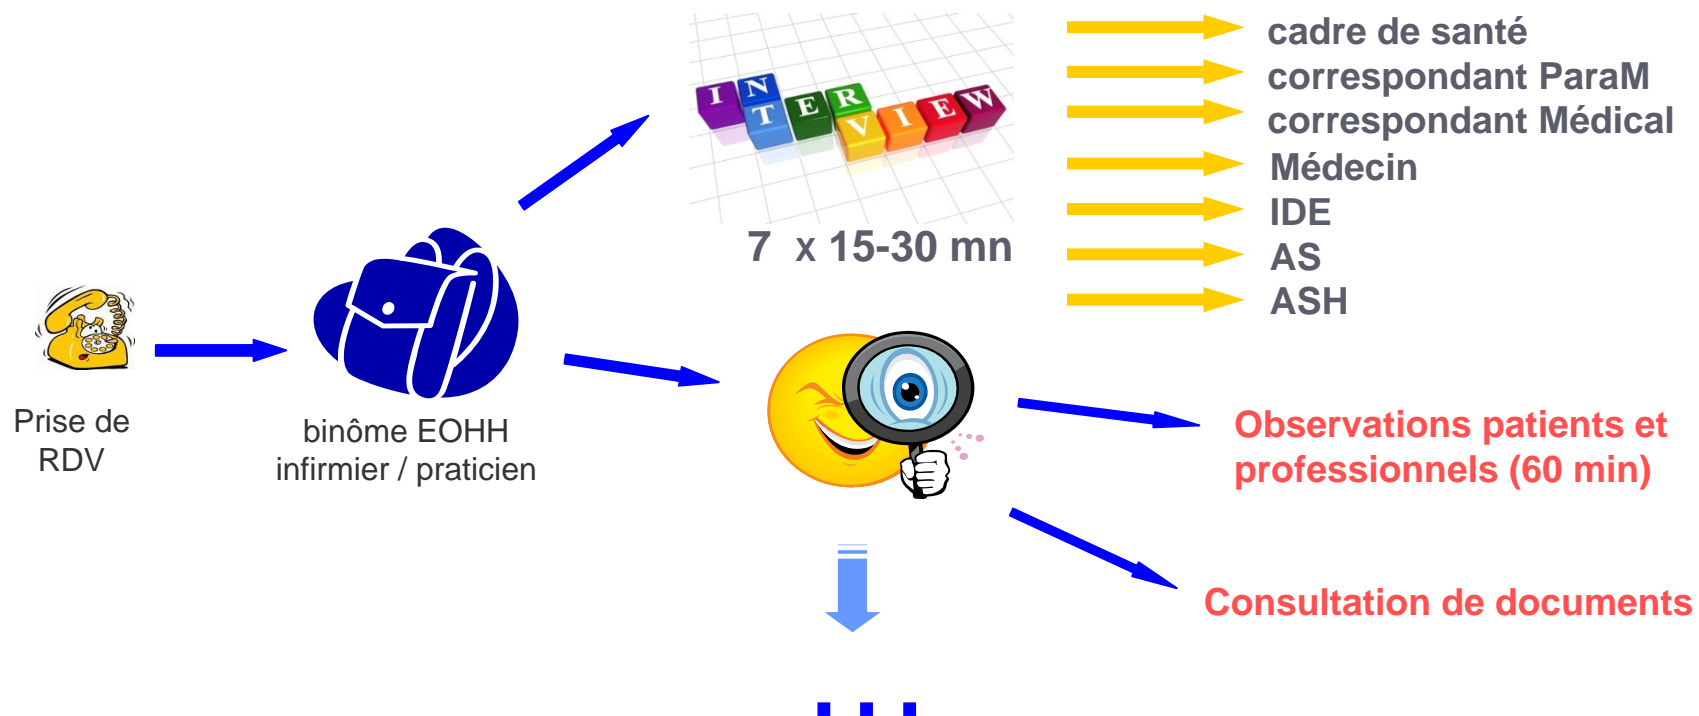 Prise de
RDV
binôme EOHH
infirmier / praticien
INTERVIEW
7 x 15-30 mn
cadre de santé
correspondant ParaM
correspondant Médical
Médecin
IDE
AS
ASH
Observations patients et
professionnels (60 min)
Consultation de documents
...